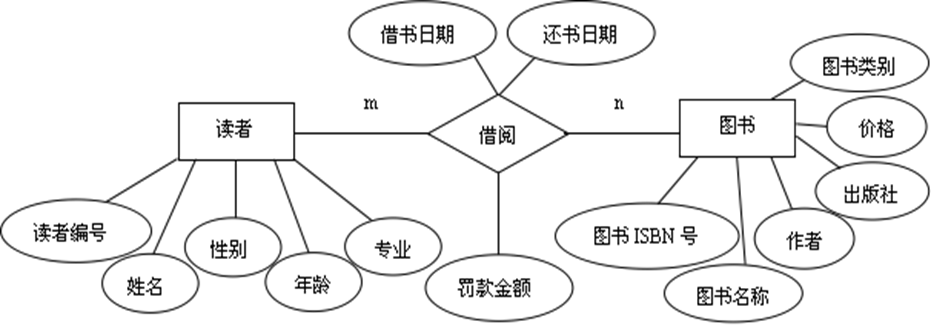 借书日期
还书日期
图书类别
读者
m
借阅
n
图书
价格
出版社
读者编号
姓名
性别
年龄
专业
罚款金额
图书 ISBN 号
图书名称
作者